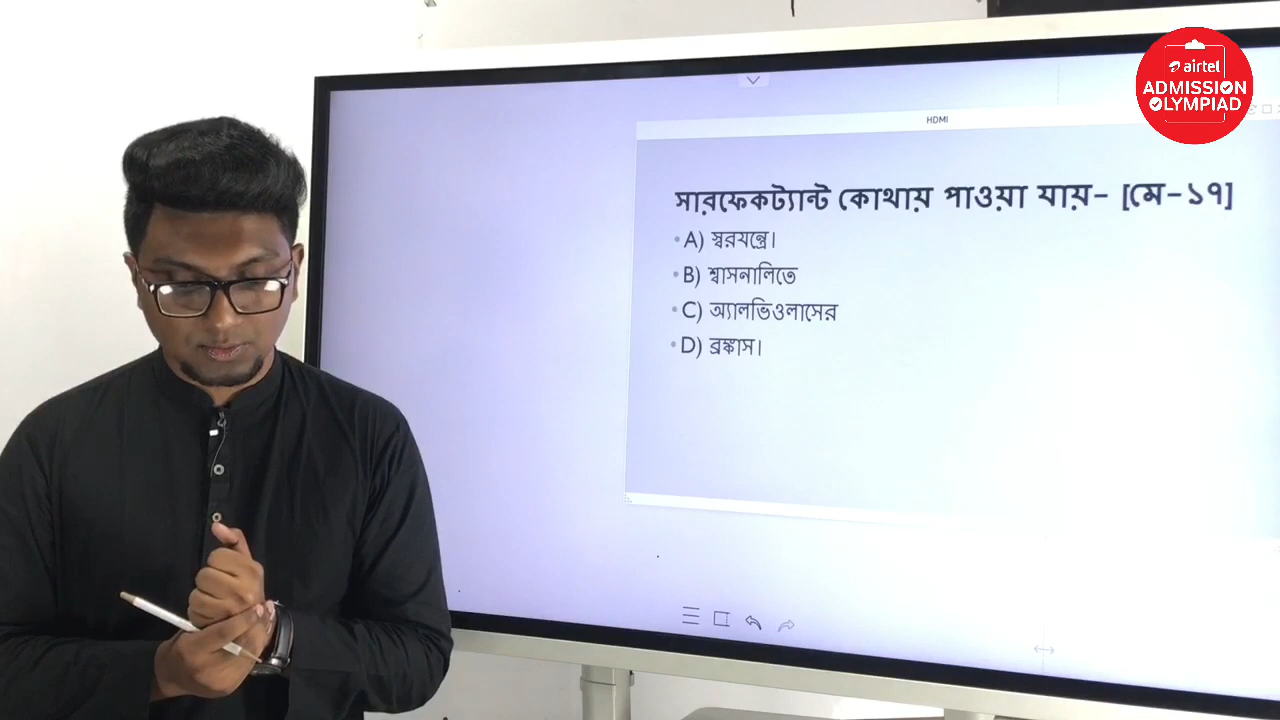 airtel
ADMISSION
OLYMPIAD
HDMI
সারফেকট্যান্ট কোথায় পাওয়া যায়- [মে-১৭]
• A) স্বরযন্ত্রে।
• B) শ্বাসনালিতে
• C) অ্যালভিওলাসের
• D) ব্রঙ্কাস।